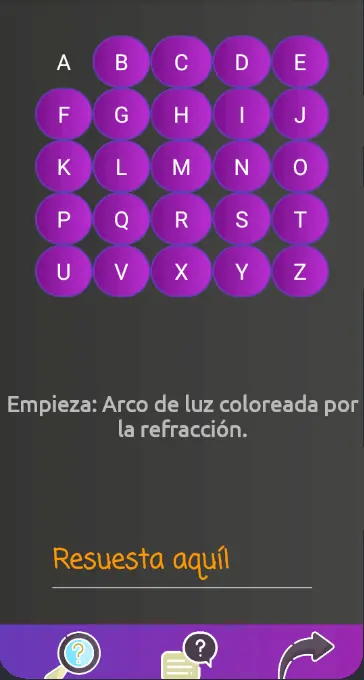 A B C D E
F G H I J
K L M N O
P Q R S T
U V X Y Z
Empieza: Arco de luz coloreada por
la refracción.
Resuesta aquí!
? ?